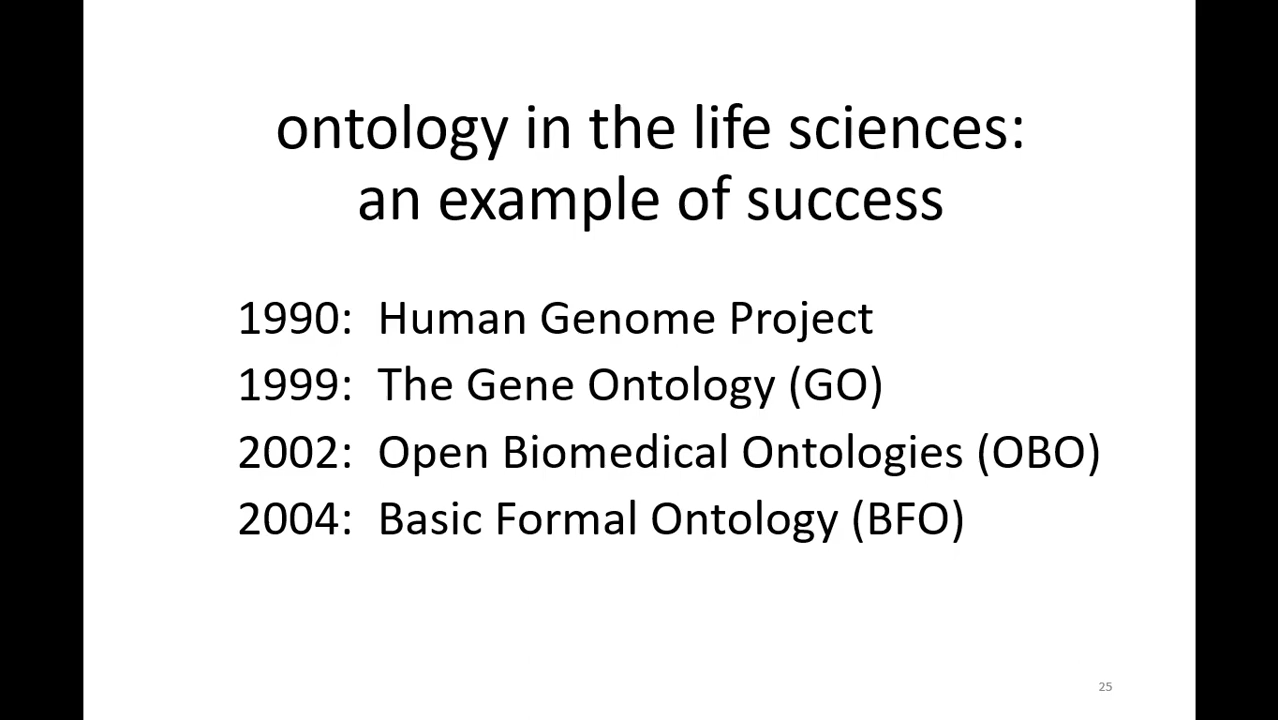 ontology in the life sciences:
an example of success
1990: Human Genome Project
1999: The Gene Ontology (GO)
2002: Open Biomedical Ontologies (OBO)
2004: Basic Formal Ontology (BFO)
25